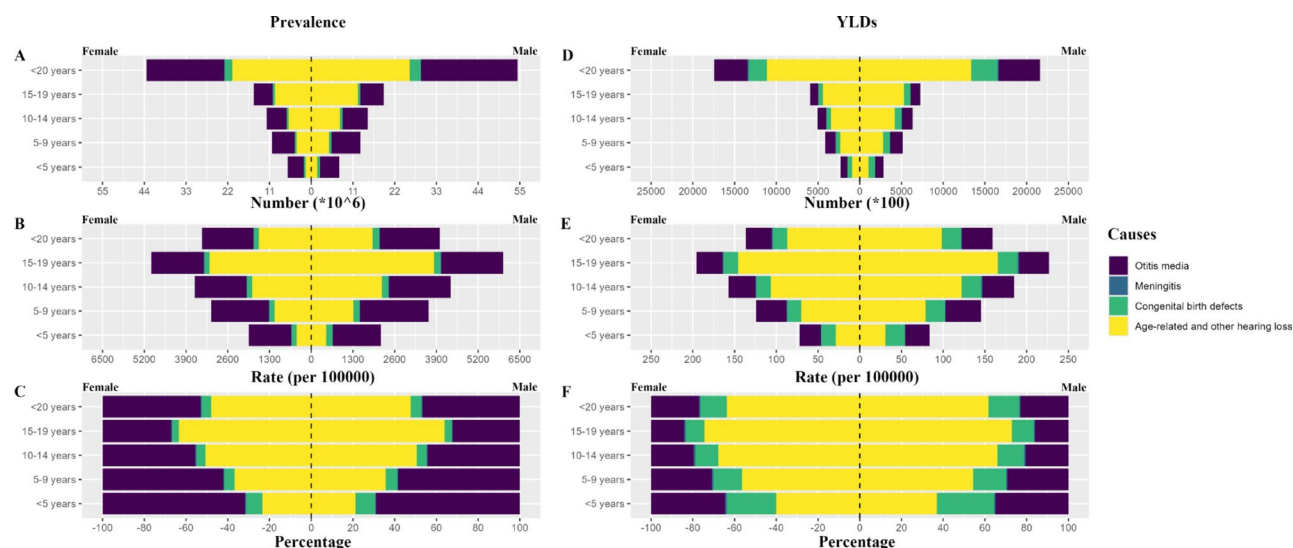 Prevalence
YLDs
A
Female
Male
<20 years
15-19 years
10-14 years
5-9 years
<5 years
55 44 33 22 11 0 11 22 33 44 55
Number (*10^6)
D
Female
Male
<20 years
15-19 years
10-14 years
5-9 years
<5 years
25000 20000 15000 10000 5000 0 5000 10000 15000 20000 25000
Number (*100)
B
Female
Male
<20 years
15-19 years
10-14 years
5-9 years
<5 years
6500 5200 3900 2600 1300 0 1300 2600 3900 5200 6500
Rate (per 100000)
E
Female
Male
<20 years
15-19 years
10-14 years
5-9 years
<5 years
250 200 150 100 50 0 50 100 150 200 250
Rate (per 100000)
Causes
Otitis media
Meningitis
Congenital birth defects
Age-related and other hearing loss
C
Female
Male
<20 years
15-19 years
10-14 years
5-9 years
<5 years
-100 -80 -60 -40 -20 0 20 40 60 80 100
Percentage
F
Female
Male
<20 years
15-19 years
10-14 years
5-9 years
<5 years
-100 -80 -60 -40 -20 0 20 40 60 80 100
Percentage